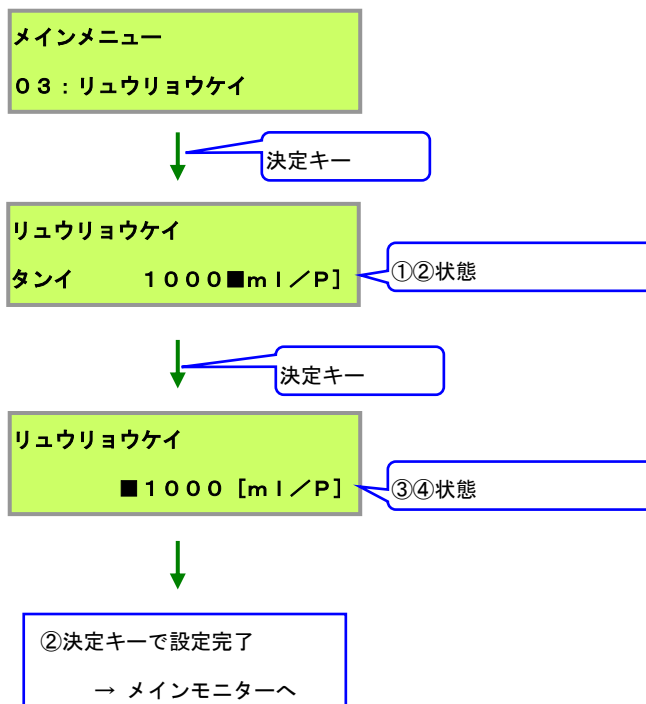 メインメニュー
０３：リュウリョウケイ
決定キー
リュウリョウケイ
タンイ　　　１０００■ｍｌ／Ｐ］
①②状態
決定キー
リュウリョウケイ
■１０００［ｍｌ／Ｐ］
③④状態
②決定キーで設定完了
→ メインモニターへ